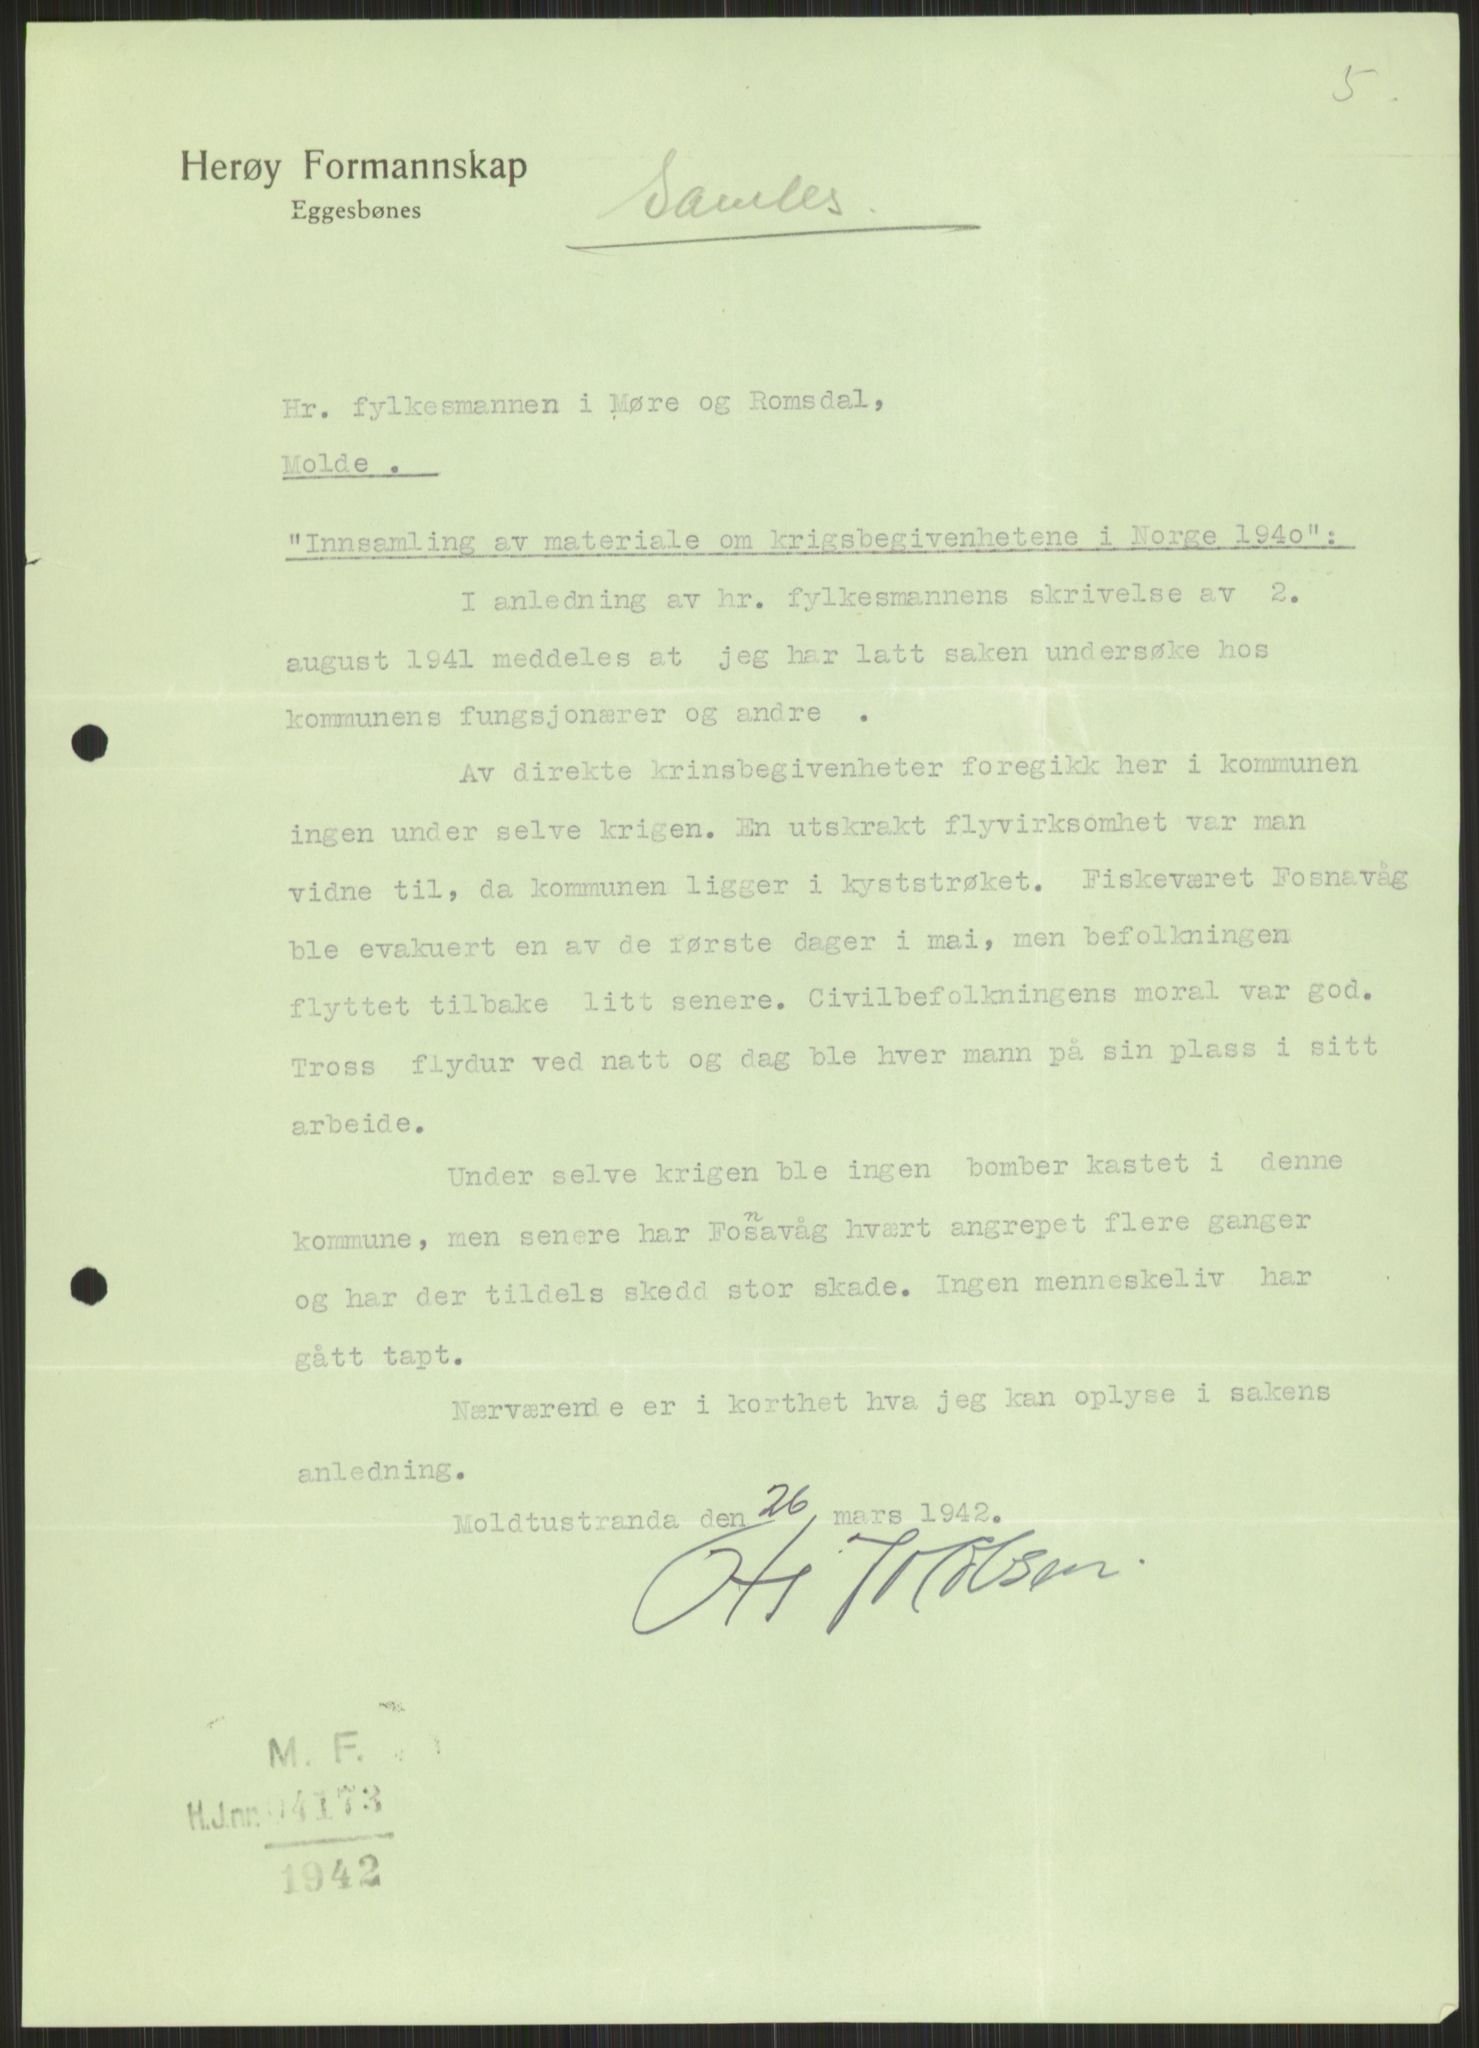 5.
Herøy Formannskap
Eggesbønes
Samles.
Hr. fylkesmannen i Møre og Romsdal,
Molde .
"Innsamling av materiale om krigsbegivenhetene i Norge 194o":
I anledning av hr. fylkesmannens skrivelse av 2.
august 1941 meddeles at jeg har latt saken undersøke hos
kommunens fungsjonærer og andre .
Av direkte krinsbegivenheter foregikk her i kommunen
ingen under selve krigen. En utskrakt flyvirksomhet var man
vidne til, da kommunen ligger i kyststrøket. Fiskeværet Fosnavåg
ble evakuert en av de første dager i mai, men befolkningen
flyttet tilbake litt senere. Civilbefolkningens moral var god.
Tross flydur ved natt og dag ble hver mann på sin plass i sitt
arbeide.
Under selve krigen ble ingen bomber kastet i denne
kommune, men senere har Fosnavåg hvært angrepet flere ganger
og har der tildels skedd stor skade. Ingen menneskeliv har
gått tapt.
Nærværende er i korthet hva jeg kan oplyse i sakens
anledning.
Moldtustranda den 26 mars 1942.
M. F.
H.J.nr. 04173
1942